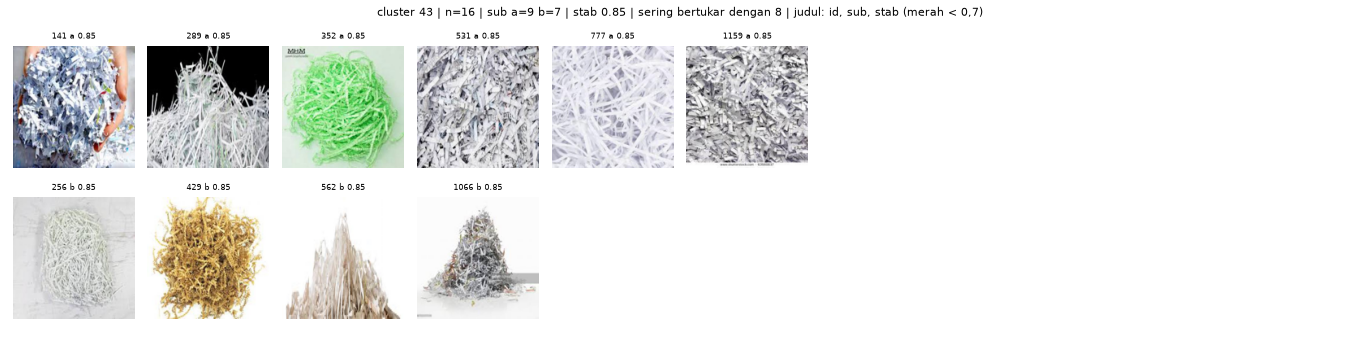 cluster 43 | n=16 | sub a=9 b=7 | stab 0.85 | sering bertukar dengan 8 | judul: id, sub, stab (merah < 0,7)
141 a 0.85
289 a 0.85
352 a 0.85
531 a 0.85
777 a 0.85
1159 a 0.85
MHM
256 b 0.85
429 b 0.85
562 b 0.85
1066 b 0.85